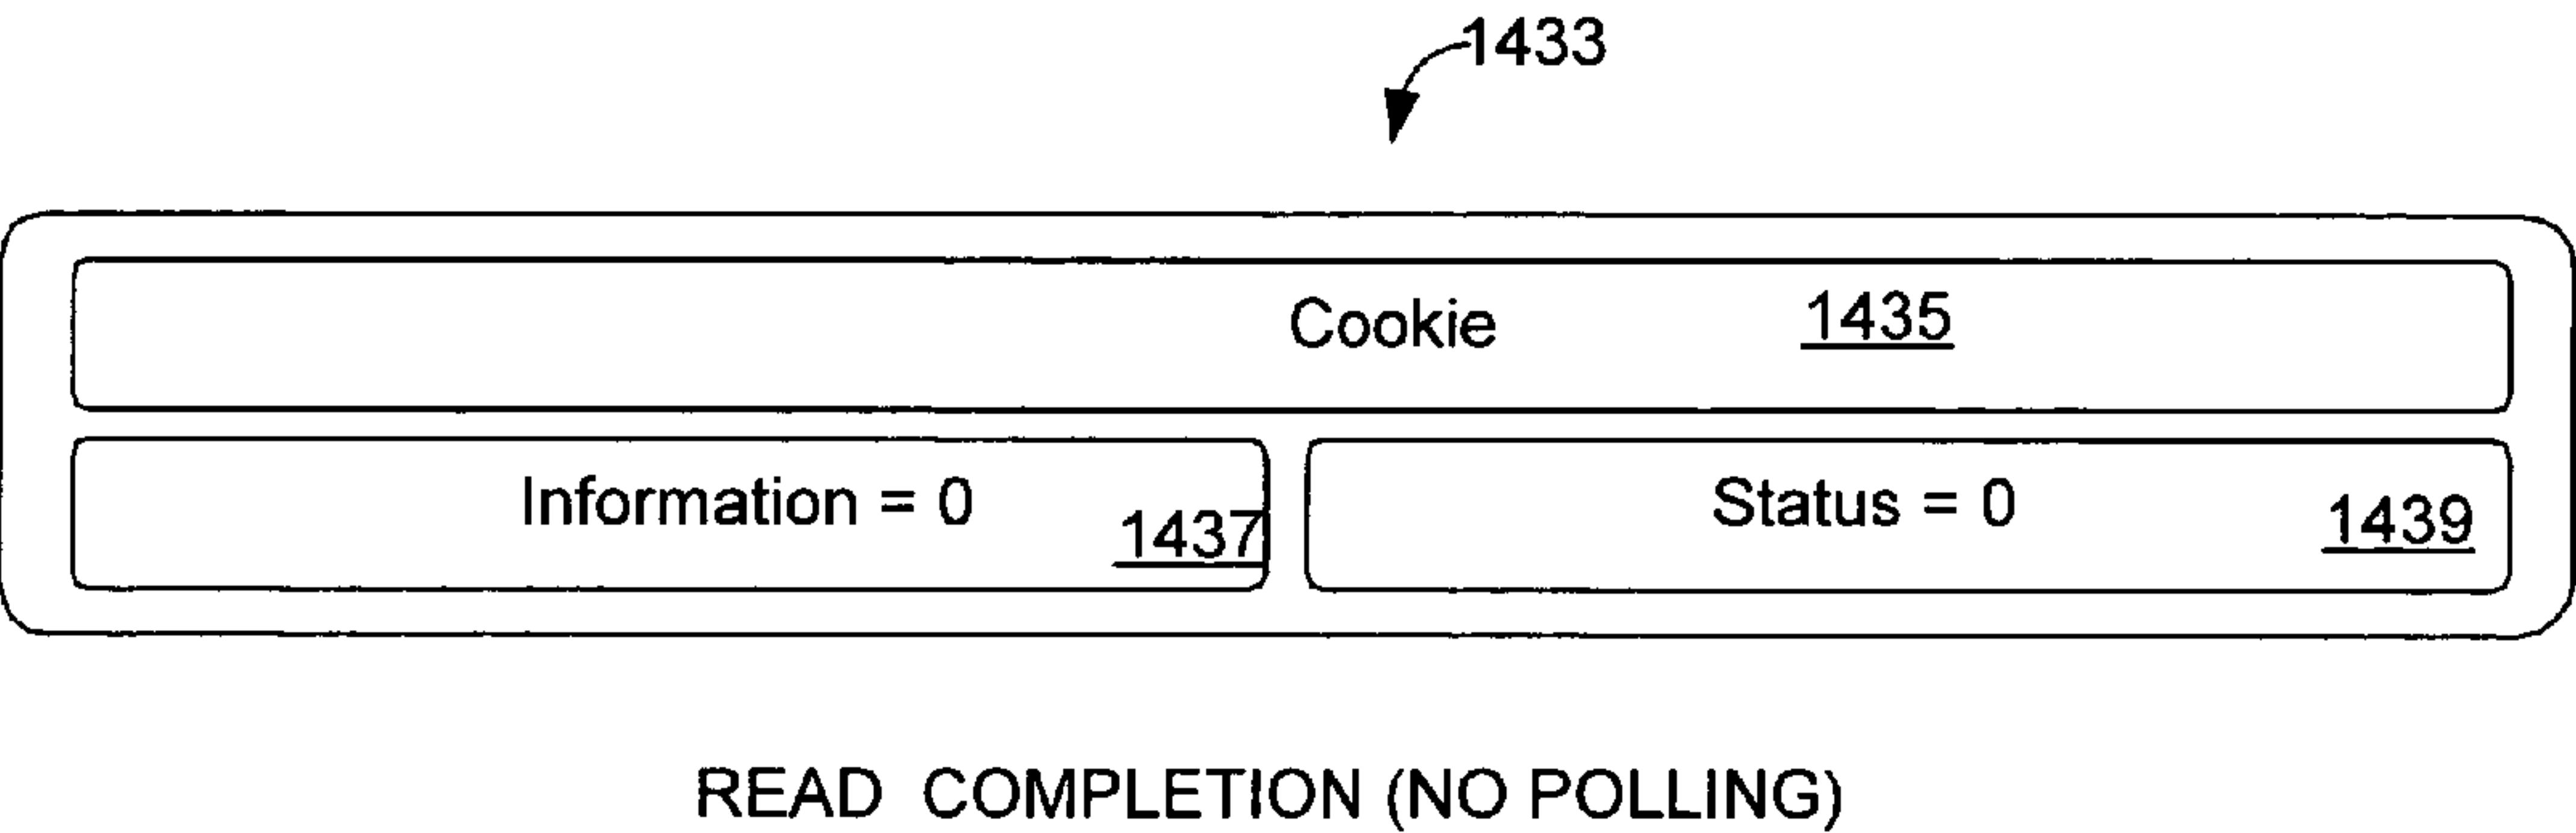 1433
Cookie 1435
Information = 0 1437
Status = 0 1439
READ COMPLETION (NO POLLING)